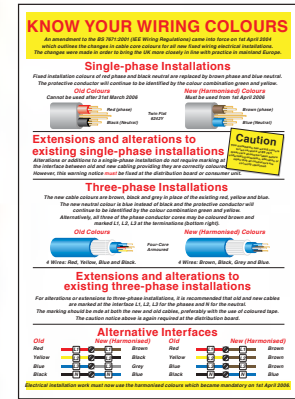 KNOW YOUR WIRING COLOURS
An amendment to the BS 7671:2001 (IEE Wiring Regulations) came into force on 1st April 2004
which outlines the changes in cable core colours for all fixed wiring electrical installations.
The changes were made in order to bring the UK more closely in line with practice in mainland Europe.
Single-phase Installations
Fixed installation colours of red phase and black neutral are replaced by brown phase and blue neutral.
The protective conductor will continue to be identified by the colour combination green and yellow.
Old Colours
Cannot be used after 31st March 2006
New (Harmonised) Colours
Must be used from 1st April 2006
Red (phase)
Black (Neutral)
Twin Flat
6242Y
Brown (phase)
Blue (Neutral)
Extensions and alterations to
existing single-phase installations
Alterations or additions to a single-phase installation do not require marking at
the interface between old and new cabling providing they are correctly coloured.
However, this warning notice must be fixed at the distribution board or consumer unit.
Caution
Three-phase Installations
The new cable colours are brown, black and grey in place of the existing red, yellow and blue.
The new neutral colour is blue instead of black and the protective conductor will
continue to be identified by the colour combination green and yellow.
Alternatively, all three of the phase conductor cores may be coloured brown and
marked L1, L2, L3 at the terminations (bottom right).
Old Colours
New (Harmonised) Colours
Four-Core
Armoured
4 Wires: Red, Yellow, Blue and Black.
4 Wires: Brown, Black, Grey and Blue.
Extensions and alterations to
existing three-phase installations
For alterations or extensions to three-phase installations, it is recommended that old and new cables
are marked at the interface L1, L2, L3 for the phases and N for the neutral.
The marking should be made at both the new and old cables, preferably with the use of coloured tape.
The caution notice above is again required at the distribution board.
Alternative Interfaces
Old New (Harmonised) Old New (Harmonised)
Red L1 L1 Brown Red L1 L1 Brown
Yellow L2 L2 Black Yellow L2 L2 Brown
Blue L3 L3 Grey Blue L3 L3 Brown
Black N N Blue Black N N Blue
Electrical installation work must now use the harmonised colours which became mandatory on 1st April 2006.